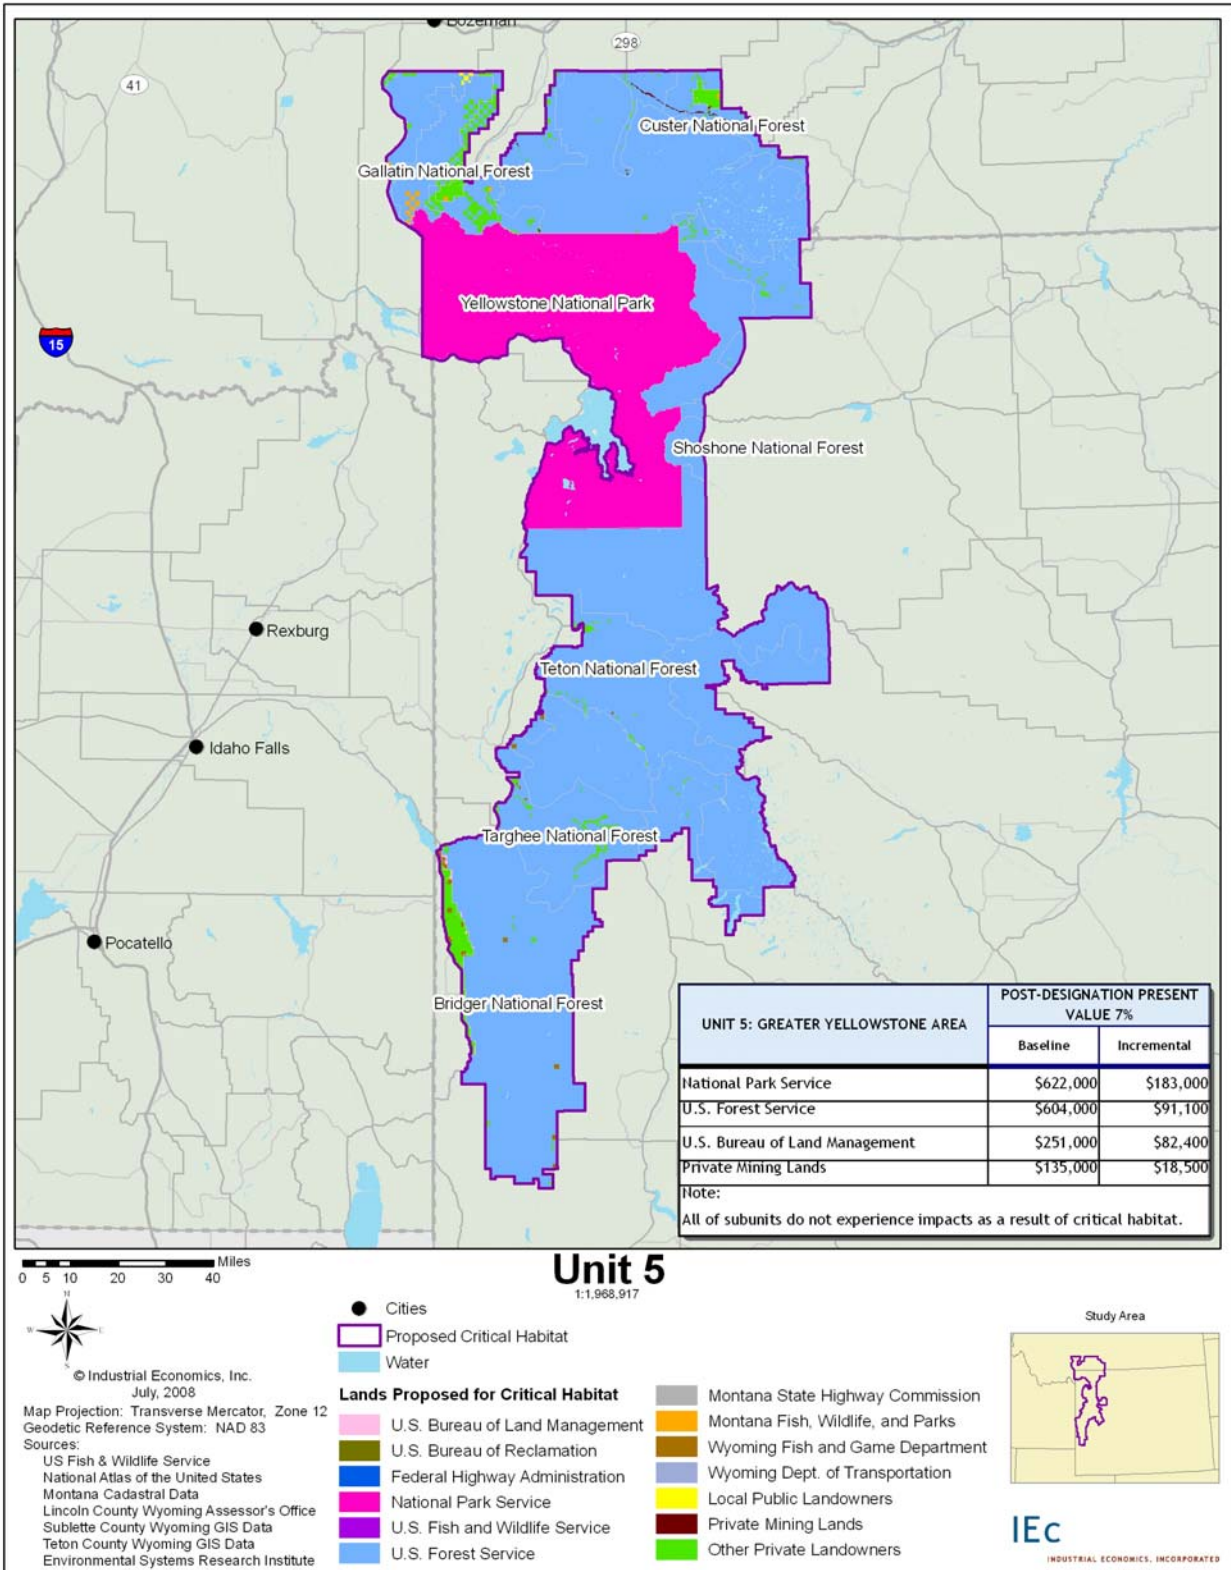 Bozeman
298
41
Custer National Forest
Gallatin National Forest
Yellowstone National Park
15
Shoshone National Forest
Rexburg
Teton National Forest
Idaho Falls
Targhee National Forest
Pocatello
Bridger National Forest
UNIT 5: GREATER YELLOWSTONE AREA
POST-DESIGNATION PRESENT
VALUE 7%
Baseline Incremental
National Park Service $622,000 $183,000
U.S. Forest Service $604,000 $91,100
U.S. Bureau of Land Management $251,000 $82,400
Private Mining Lands $135,000 $18,500
Note:
All of subunits do not experience impacts as a result of critical habitat.
Miles
0 5 10 20 30 40
Unit 5
1:1,968,917
N
W E
S
© Industrial Economics, Inc.
July, 2008
Map Projection: Transverse Mercator, Zone 12
Geodetic Reference System: NAD 83
Sources:
US Fish & Wildlife Service
National Atlas of the United States
Montana Cadastral Data
Lincoln County Wyoming Assessor's Office
Sublette County Wyoming GIS Data
Teton County Wyoming GIS Data
Environmental Systems Research Institute
Cities
Proposed Critical Habitat
Water
Lands Proposed for Critical Habitat
U.S. Bureau of Land Management
U.S. Bureau of Reclamation
Federal Highway Administration
National Park Service
U.S. Fish and Wildlife Service
U.S. Forest Service
Montana State Highway Commission
Montana Fish, Wildlife, and Parks
Wyoming Fish and Game Department
Wyoming Dept. of Transportation
Local Public Landowners
Private Mining Lands
Other Private Landowners
Study Area
IEc
INDUSTRIAL ECONOMICS, INCORPORATED